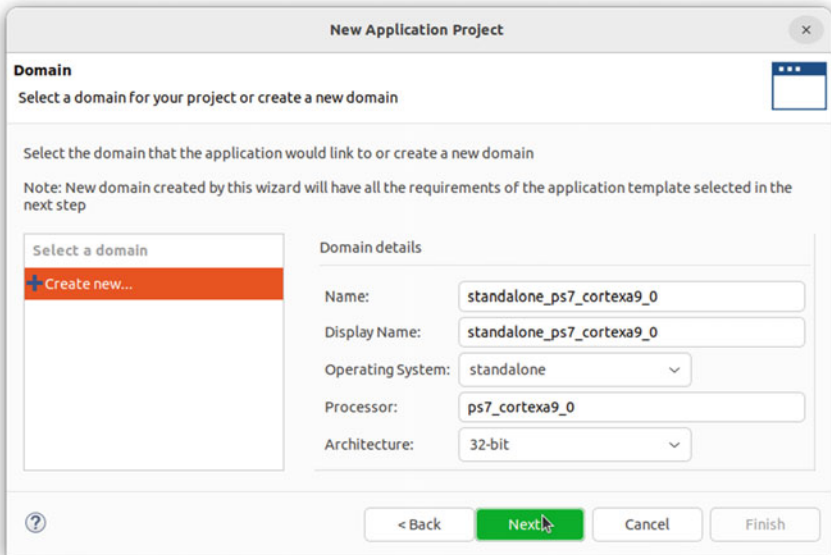 New Application Project
Domain
Select a domain for your project or create a new domain
Select the domain that the application would link to or create a new domain
Note: New domain created by this wizard will have all the requirements of the application template selected in the
next step
Select a domain
Create new...
Domain details
Name: standalone_ps7_cortexa9_0
Display Name: standalone_ps7_cortexa9_0
Operating System: standalone
Processor: ps7_cortexa9_0
Architecture: 32-bit
< Back Next > Cancel Finish